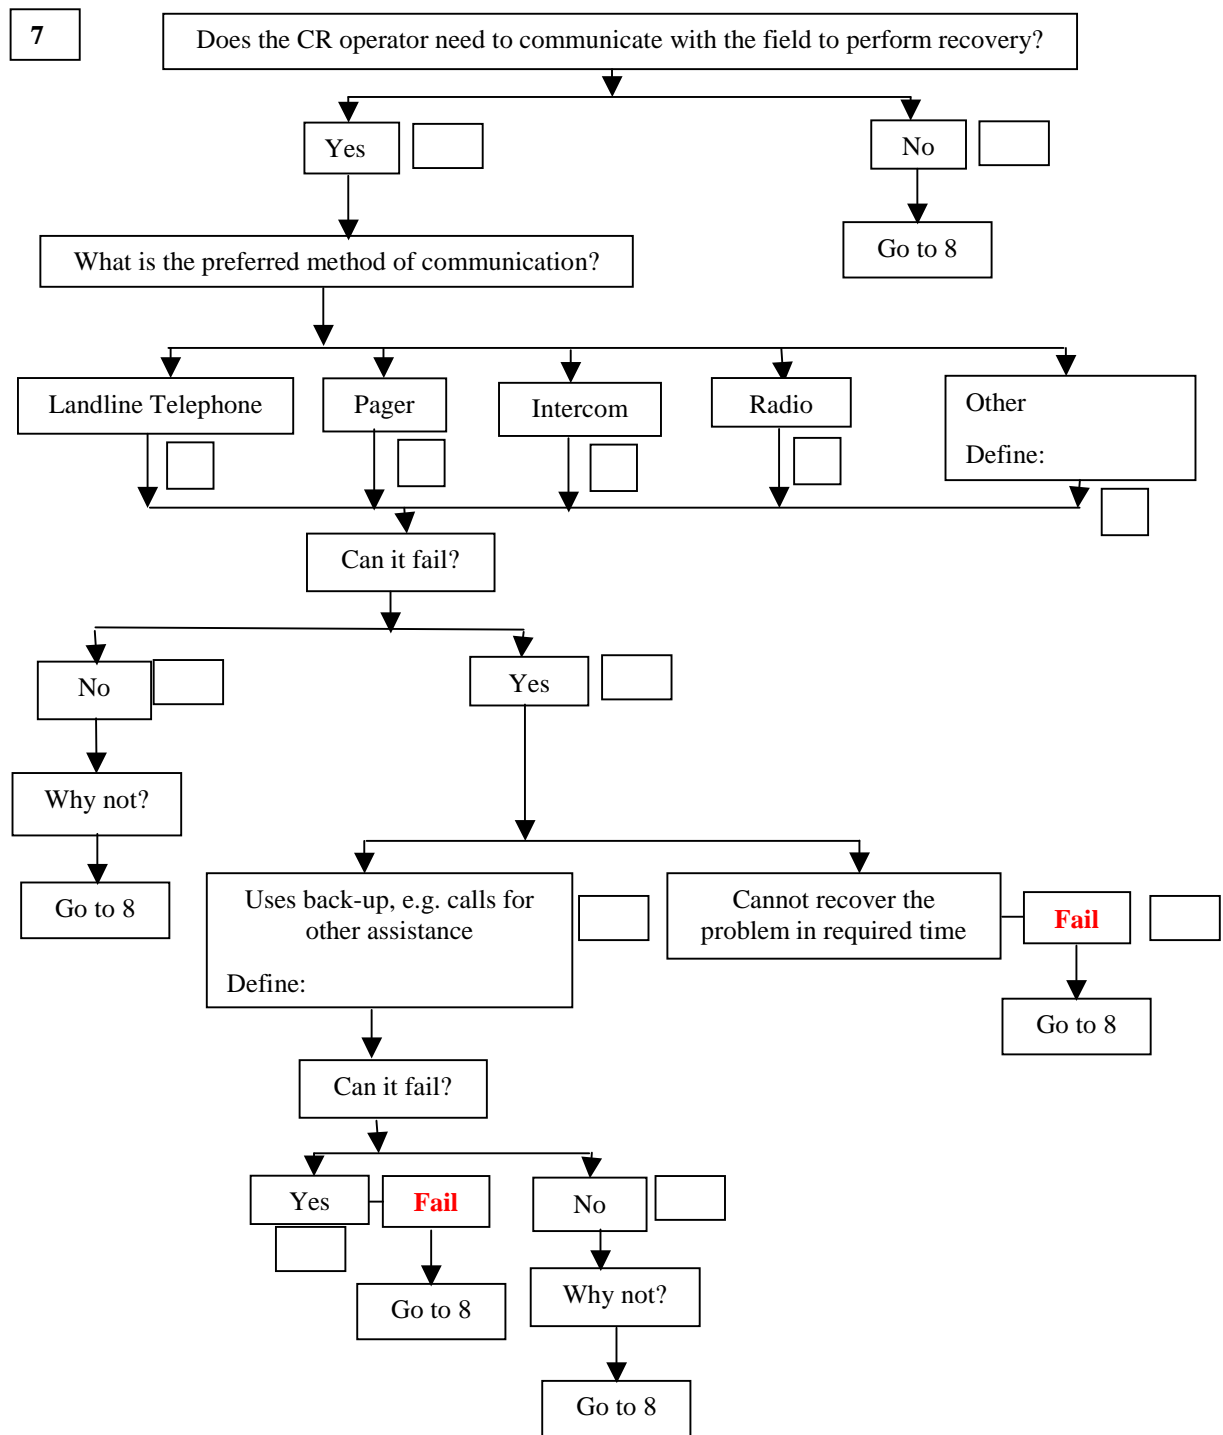 7
Does the CR operator need to communicate with the field to perform recovery?
Yes
No
Go to 8
What is the preferred method of communication?
Landline Telephone
Pager
Intercom
Radio
Other
Define:
Can it fail?
No
Yes
Why not?
Go to 8
Uses back-up, e.g. calls for
other assistance
Define:
Cannot recover the
problem in required time
Fail
Go to 8
Can it fail?
Yes
Fail
No
Go to 8
Why not?
Go to 8